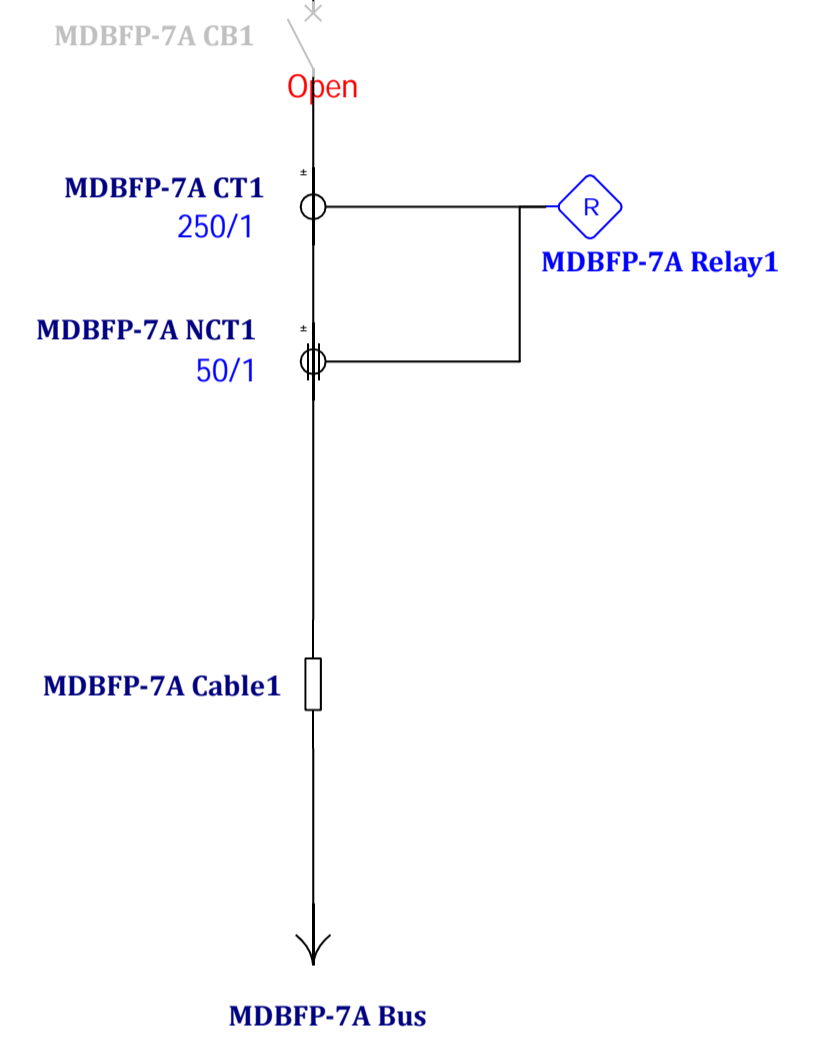 MDBFP-7A CB1
Open
±
MDBFP-7A CT1
250/1
R
MDBFP-7A Relay1
±
MDBFP-7A NCT1
50/1
MDBFP-7A Cable1
MDBFP-7A Bus